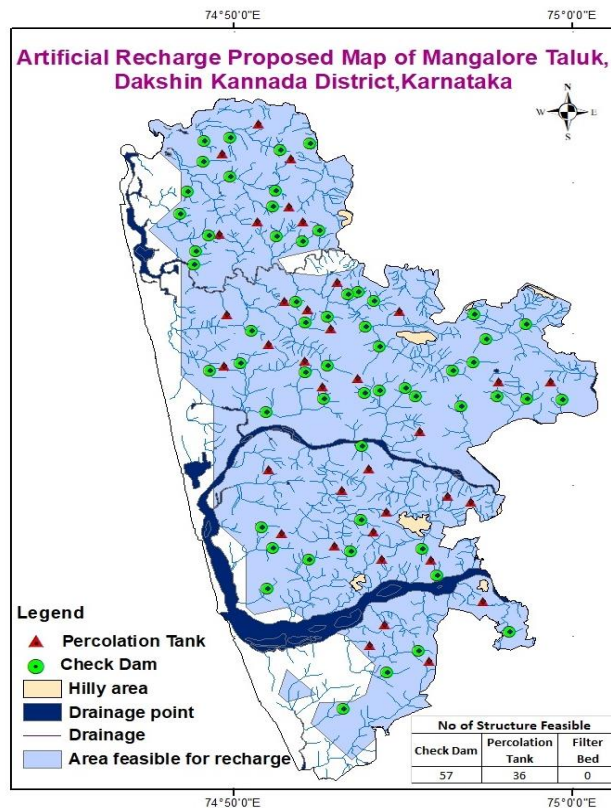 74°50'0"E
75°0'0"E
Artificial Recharge Proposed Map of Mangalore Taluk,
Dakshin Kannada District,Karnataka
N
W
E
S
Legend
Percolation Tank
Check Dam
Hilly area
Drainage point
Drainage
Area feasible for recharge
No of Structure Feasible
Check Dam
Percolation Tank
Filter Bed
57
36
0
74°50'0"E
75°0'0"E